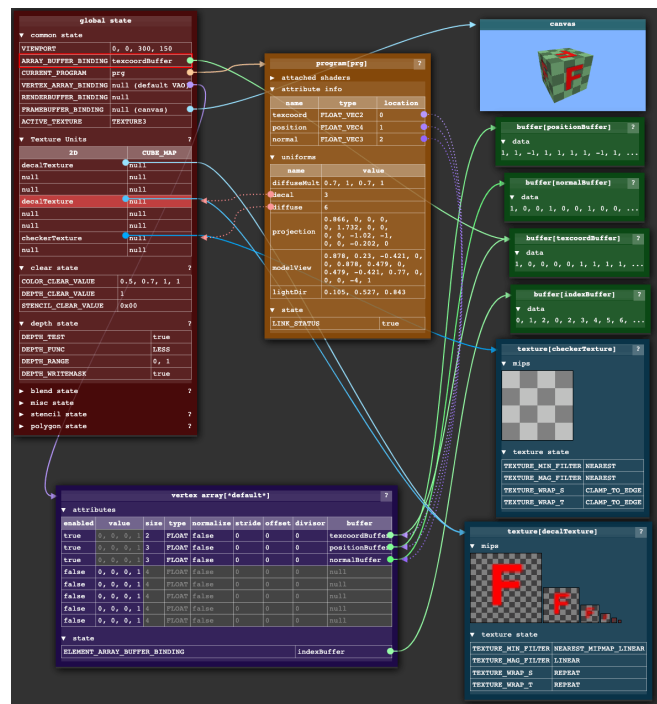 global state
▼ common state ?
VIEWPORT 0, 0, 300, 150
ARRAY_BUFFER_BINDING texcoordBuffer
CURRENT_PROGRAM prg
VERTEX_ARRAY_BINDING null (default VAO)
RENDERBUFFER_BINDING null
FRAMEBUFFER_BINDING null (canvas)
ACTIVE_TEXTURE TEXTURE3
▼ Texture Units ?
2D CUBE_MAP
decalTexture null
null null
null null
decalTexture null
null null
null null
checkerTexture null
null null
▼ clear state ?
COLOR_CLEAR_VALUE 0.5, 0.7, 1, 1
DEPTH_CLEAR_VALUE 1
STENCIL_CLEAR_VALUE 0x00
▼ depth state ?
DEPTH_TEST true
DEPTH_FUNC LESS
DEPTH_RANGE 0, 1
DEPTH_WRITEMASK true
► blend state ?
► misc state ?
► stencil state ?
► polygon state ?
program[prg] ?
► attached shaders
▼ attribute info
name type location
texcoord FLOAT_VEC2 0
position FLOAT_VEC4 1
normal FLOAT_VEC3 2
▼ uniforms
name value
diffuseMult 0.7, 1, 0.7, 1
decal 3
diffuse 6
projection 0.866, 0, 0, 0,
0, 1.732, 0, 0,
0, 0, -1.02, -1,
0, 0, -0.202, 0
modelView 0.878, 0.23, -0.421, 0,
0, 0.878, 0.479, 0,
0.479, -0.421, 0.77, 0,
0, 0, -4, 1
lightDir 0.105, 0.527, 0.843
▼ state
LINK_STATUS true
canvas
F
F
buffer[positionBuffer] ?
▼ data
1, 1, -1, 1, 1, 1, 1, -1, 1, ...
buffer[normalBuffer] ?
▼ data
1, 0, 0, 1, 0, 0, 1, 0, 0, ...
buffer[texcoordBuffer] ?
▼ data
1, 0, 0, 0, 0, 1, 1, 1, 1, ...
buffer[indexBuffer] ?
▼ data
0, 1, 2, 0, 2, 3, 4, 5, 6, ...
texture[checkerTexture] ?
▼ mips
▼ texture state
TEXTURE_MIN_FILTER NEAREST
TEXTURE_MAG_FILTER NEAREST
TEXTURE_WRAP_S CLAMP_TO_EDGE
TEXTURE_WRAP_T CLAMP_TO_EDGE
vertex array[*default*] ?
▼ attributes
enabled value size type normalize stride offset divisor buffer
true 0, 0, 0, 1 2 FLOAT false 0 0 0 texcoordBuffer
true 0, 0, 0, 1 3 FLOAT false 0 0 0 positionBuffer
true 0, 0, 0, 1 3 FLOAT false 0 0 0 normalBuffer
false 0, 0, 0, 1 4 FLOAT false 0 0 0 null
false 0, 0, 0, 1 4 FLOAT false 0 0 0 null
false 0, 0, 0, 1 4 FLOAT false 0 0 0 null
false 0, 0, 0, 1 4 FLOAT false 0 0 0 null
false 0, 0, 0, 1 4 FLOAT false 0 0 0 null
▼ state
ELEMENT_ARRAY_BUFFER_BINDING indexBuffer
texture[decalTexture] ?
▼ mips
F F F
▼ texture state
TEXTURE_MIN_FILTER NEAREST_MIPMAP_LINEAR
TEXTURE_MAG_FILTER LINEAR
TEXTURE_WRAP_S REPEAT
TEXTURE_WRAP_T REPEAT